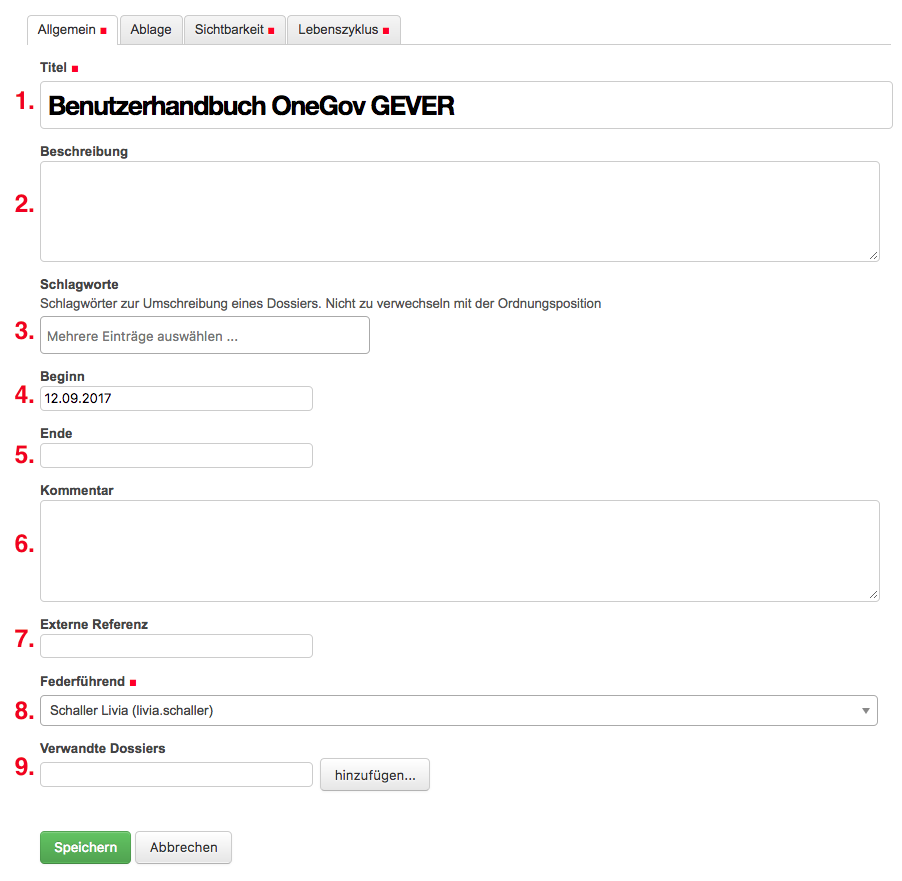 Allgemein Ablage Sichtbarkeit Lebenszyklus
Titel
1. Benutzerhandbuch OneGov GEVER
Beschreibung
2.
Schlagworte
Schlagwörter zur Umschreibung eines Dossiers. Nicht zu verwechseln mit der Ordnungsposition
3. Mehrere Einträge auswählen ...
Beginn
4. 12.09.2017
Ende
5.
Kommentar
6.
Externe Referenz
7.
Federführend
8. Schaller Livia (livia.schaller)
Verwandte Dossiers
9. hinzufügen...
Speichern Abbrechen